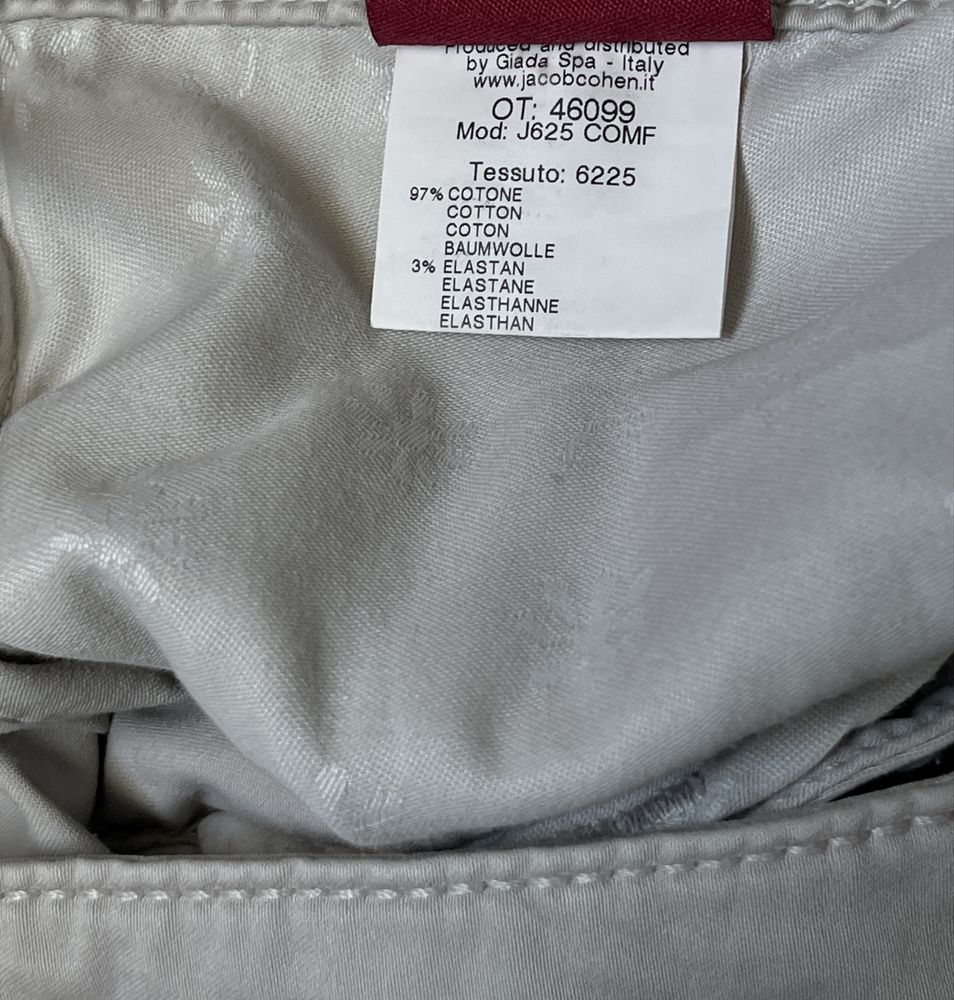 Produced and distributed
by Giada Spa - Italy
www.jacobcohen.it
OT: 46099
Mod: J625 COMF
Tessuto: 6225
97% COTONE
COTTON
COTON
BAUMWOLLE
3% ELASTAN
ELASTANE
ELASTHANNE
ELASTHAN